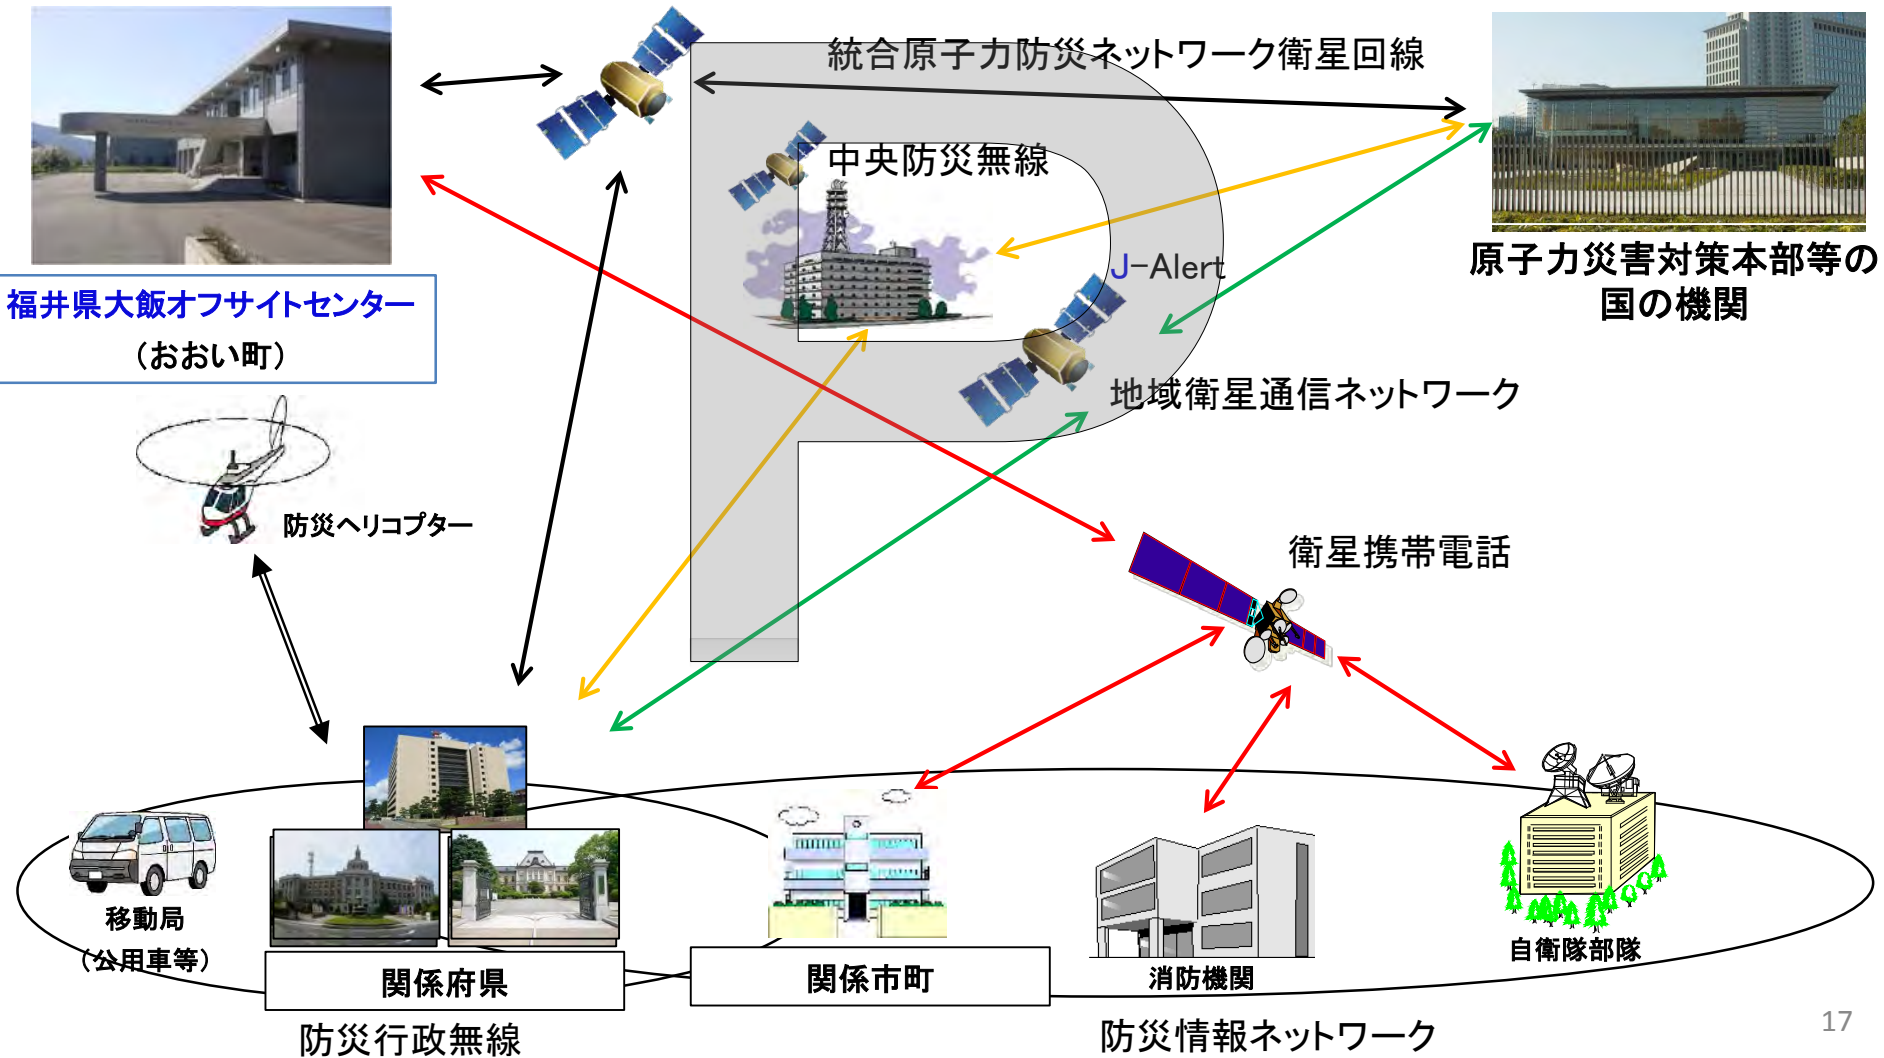 統合原子力防災ネットワーク衛星回線
中央防災無線
J-Alert
原子力災害対策本部等の
国の機関
福井県大飯オフサイトセンター
（おおい町）
地域衛星通信ネットワーク
防災ヘリコプター
衛星携帯電話
移動局
（公用車等）
関係府県
関係市町
消防機関
自衛隊部隊
防災行政無線
防災情報ネットワーク
17
P